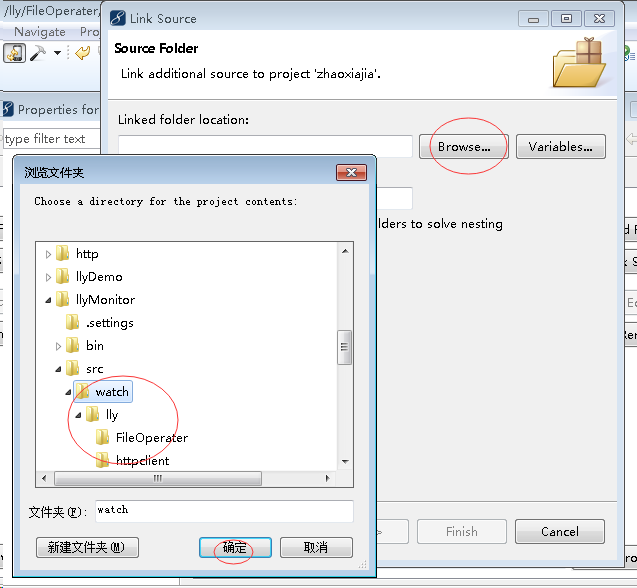 /lly/FileOperater,
Link Source
Navigate Pro
Source Folder
Link additional source to project 'zhaoxiajia'.
Properties for
type filter text
Linked folder location:
Browse... Variables...
浏览文件夹
Choose a directory for the project contents:
lders to solve nesting
http
llyDemo
llyMonitor
.settings
bin
src
watch
lly
FileOperater
httpclient
文件夹(F): watch
新建文件夹(M) 确定 取消
> Finish Cancel